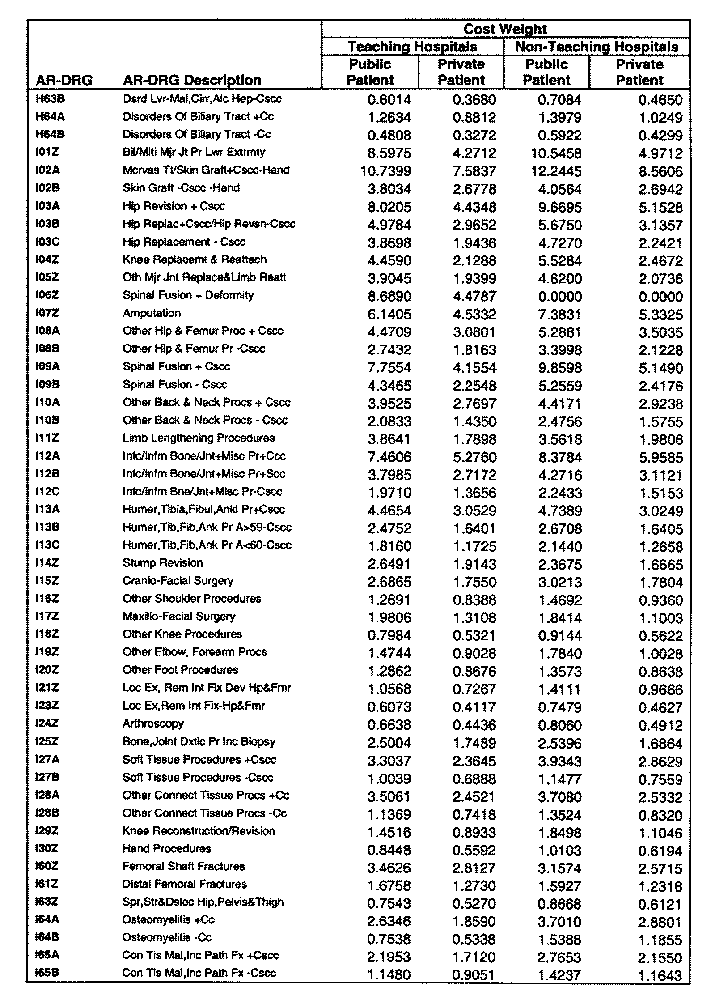 Cost Weight
Teaching Hospitals Non-Teaching Hospitals
Public Private Public Private
AR-DRG AR-DRG Description Patient Patient Patient Patient
H63B Dsrd Lvr-Mal,Cirr,Alc Hep-Cscc 0.6014 0.3680 0.7084 0.4650
H64A Disorders Of Biliary Tract +Cc 1.2634 0.8812 1.3979 1.0249
H64B Disorders Of Biliary Tract -Cc 0.4808 0.3272 0.5922 0.4299
I01Z Bil/Mlti Mjr Jt Pr Lwr Extrmty 8.5975 4.2712 10.5458 4.9712
I02A Mcrvas Tt/Skin Graft+Cscc-Hand 10.7399 7.5837 12.2445 8.5606
I02B Skin Graft -Cscc -Hand 3.8034 2.6778 4.0564 2.6942
I03A Hip Revision + Cscc 8.0205 4.4348 9.6695 5.1528
I03B Hip Replac+Cscc/Hip Revsn-Cscc 4.9784 2.9652 5.6750 3.1357
I03C Hip Replacement - Cscc 3.8698 1.9436 4.7270 2.2421
I04Z Knee Replacemt & Reattach 4.4590 2.1288 5.5284 2.4672
I05Z Oth Mjr Jnt Replace&Limb Reatt 3.9045 1.9399 4.6200 2.0736
I06Z Spinal Fusion + Deformity 8.6890 4.4787 0.0000 0.0000
I07Z Amputation 6.1405 4.5332 7.3831 5.3325
I08A Other Hip & Femur Proc + Cscc 4.4709 3.0801 5.2881 3.5035
I08B Other Hip & Femur Pr -Cscc 2.7432 1.8163 3.3998 2.1228
I09A Spinal Fusion + Cscc 7.7554 4.1554 9.8598 5.1490
I09B Spinal Fusion - Cscc 4.3465 2.2548 5.2559 2.4176
I10A Other Back & Neck Procs + Cscc 3.9525 2.7697 4.4171 2.9238
I10B Other Back & Neck Procs - Cscc 2.0833 1.4350 2.4756 1.5755
I11Z Limb Lengthening Procedures 3.8641 1.7898 3.5618 1.9806
I12A Infc/Infm Bone/Jnt+Misc Pr+Ccc 7.4606 5.2760 8.3784 5.9585
I12B Infc/Infm Bone/Jnt+Misc Pr+Scc 3.7985 2.7172 4.2716 3.1121
I12C Infc/Infm Bne/Jnt+Misc Pr-Cscc 1.9710 1.3656 2.2433 1.5153
I13A Humer,Tibia,Fibul,Ankl Pr+Cscc 4.4654 3.0529 4.7389 3.0249
I13B Humer,Tib,Fib,Ank Pr A>59-Cscc 2.4752 1.6401 2.6708 1.6405
I13C Humer,Tib,Fib,Ank Pr A<60-Cscc 1.8160 1.1725 2.1440 1.2658
I14Z Stump Revision 2.6491 1.9143 2.3675 1.6665
I15Z Cranio-Facial Surgery 2.6865 1.7550 3.0213 1.7804
I16Z Other Shoulder Procedures 1.2691 0.8388 1.4692 0.9360
I17Z Maxillo-Facial Surgery 1.9806 1.3108 1.8414 1.1003
I18Z Other Knee Procedures 0.7984 0.5321 0.9144 0.5622
I19Z Other Elbow, Forearm Procs 1.4744 0.9028 1.7840 1.0028
I20Z Other Foot Procedures 1.2862 0.8676 1.3573 0.8638
I21Z Loc Ex, Rem Int Fix Dev Hp&Fmr 1.0568 0.7267 1.4111 0.9666
I23Z Loc Ex,Rem Int Fix-Hp&Fmr 0.6073 0.4117 0.7479 0.4627
I24Z Arthroscopy 0.6638 0.4436 0.8060 0.4912
I25Z Bone,Joint Dxtic Pr Inc Biopsy 2.5004 1.7489 2.5396 1.6864
I27A Soft Tissue Procedures +Cscc 3.3037 2.3645 3.9343 2.8629
I27B Soft Tissue Procedures -Cscc 1.0039 0.6888 1.1477 0.7559
I28A Other Connect Tissue Procs +Cc 3.5061 2.4521 3.7080 2.5332
I28B Other Connect Tissue Procs -Cc 1.1369 0.7418 1.3524 0.8320
I29Z Knee Reconstruction/Revision 1.4516 0.8933 1.8498 1.1046
I30Z Hand Procedures 0.8448 0.5592 1.0103 0.6194
I60Z Femoral Shaft Fractures 3.4626 2.8127 3.1574 2.5715
I61Z Distal Femoral Fractures 1.6758 1.2730 1.5927 1.2316
I63Z Spr,Str&Dsloc Hip,Pelvis&Thigh 0.7543 0.5270 0.8668 0.6121
I64A Osteomyelitis +Cc 2.6346 1.8590 3.7010 2.8801
I64B Osteomyelitis -Cc 0.7538 0.5338 1.5388 1.1855
I65A Con Tis Mal,Inc Path Fx +Cscc 2.1953 1.7120 2.7653 2.1550
I65B Con Tis Mal,Inc Path Fx -Cscc 1.1480 0.9051 1.4237 1.1643